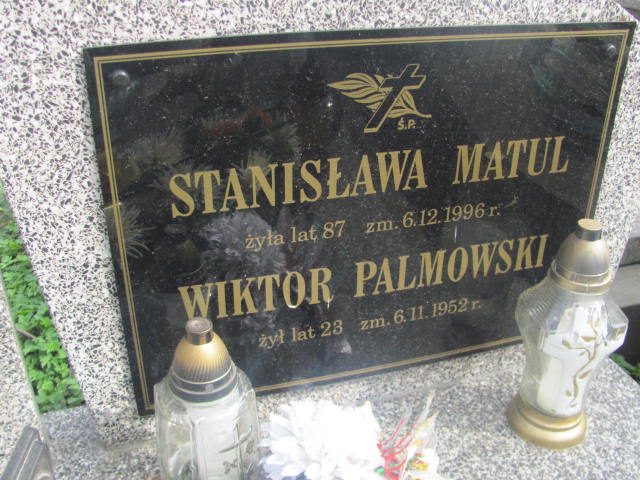 Ś.P.
STANISŁAWA MATUL
żyła lat 87 zm. 6.12.1996 r.
WIKTOR PALMOWSKI
żył lat 23 zm. 6.11.1952 r.